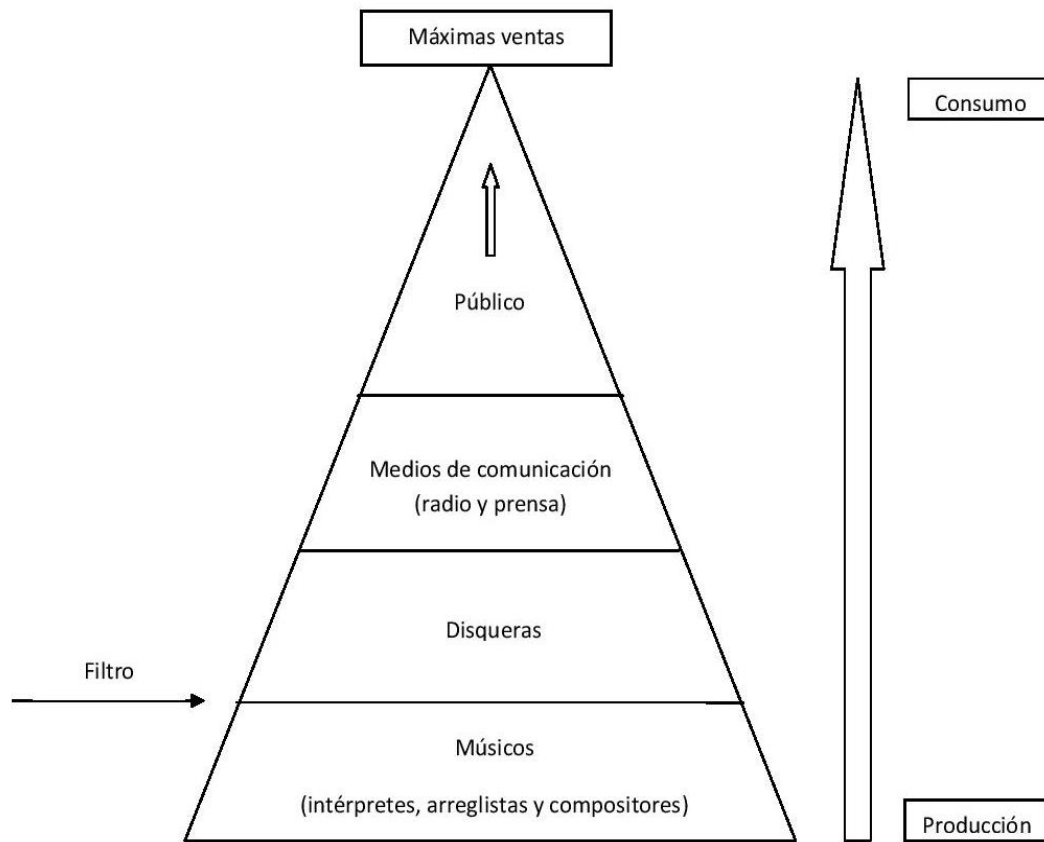 Máximas ventas
Consumo
Público
Medios de comunicación
(radio y prensa)
Disqueras
Filtro
Músicos
(intérpretes, arreglistas y compositores)
Producción